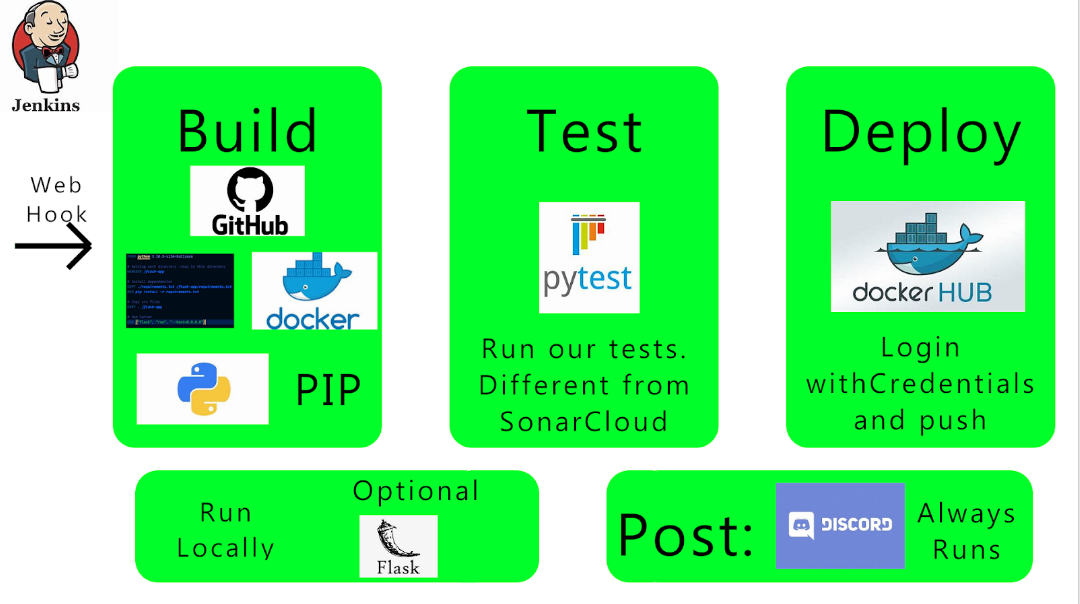 Jenkins
Web
Hook
Build
GitHub
docker
PIP
Test
pytest
Run our tests.
Different from
SonarCloud
Deploy
docker HUB
Login
withCredentials
and push
Run
Locally
Optional
Flask
Post:
DISCORD
Always
Runs